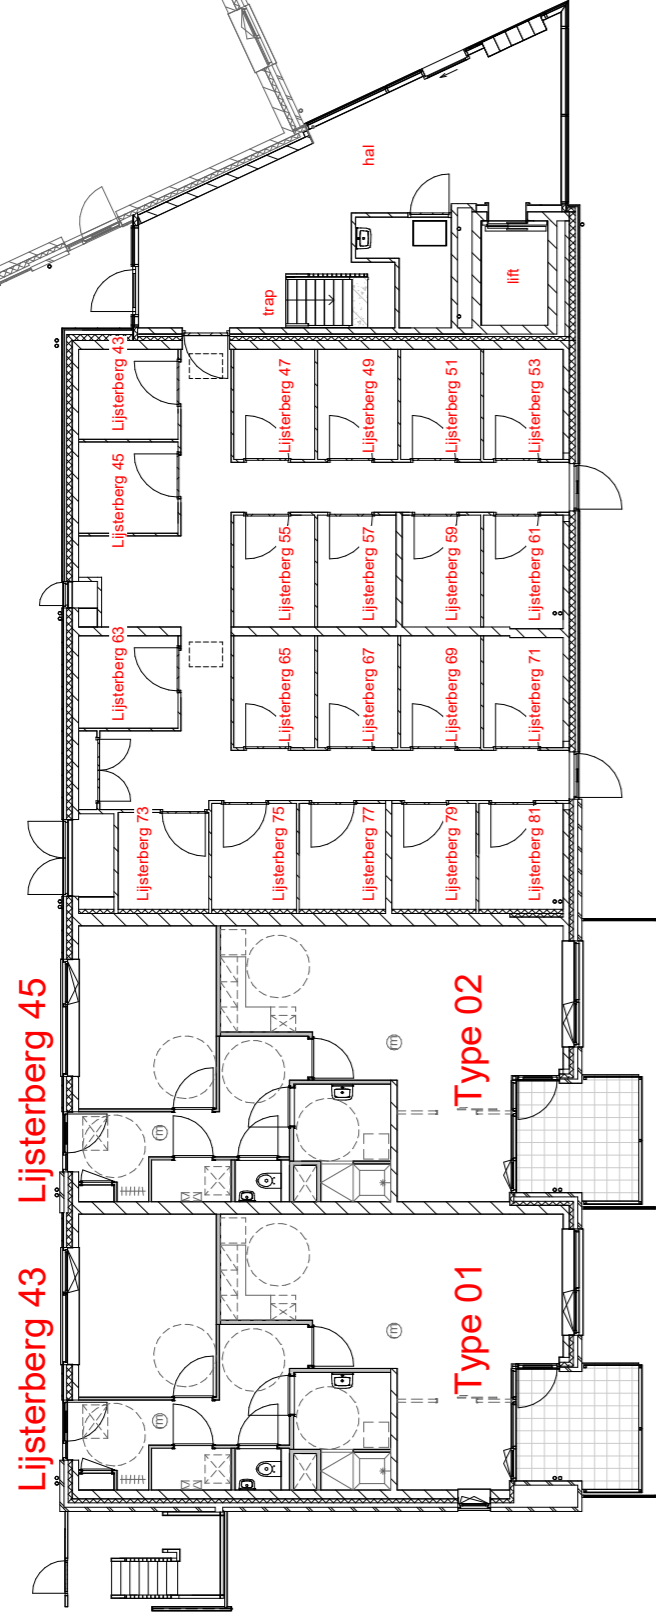 hal
trap
lift
Lijsterberg 43
Lijsterberg 47
Lijsterberg 49
Lijsterberg 51
Lijsterberg 53
Lijsterberg 45
Lijsterberg 55
Lijsterberg 57
Lijsterberg 59
Lijsterberg 61
Lijsterberg 63
Lijsterberg 65
Lijsterberg 67
Lijsterberg 69
Lijsterberg 71
Lijsterberg 73
Lijsterberg 75
Lijsterberg 77
Lijsterberg 79
Lijsterberg 81
Lijsterberg 45
Type 02
m
m
Lijsterberg 43
Type 01
m
m